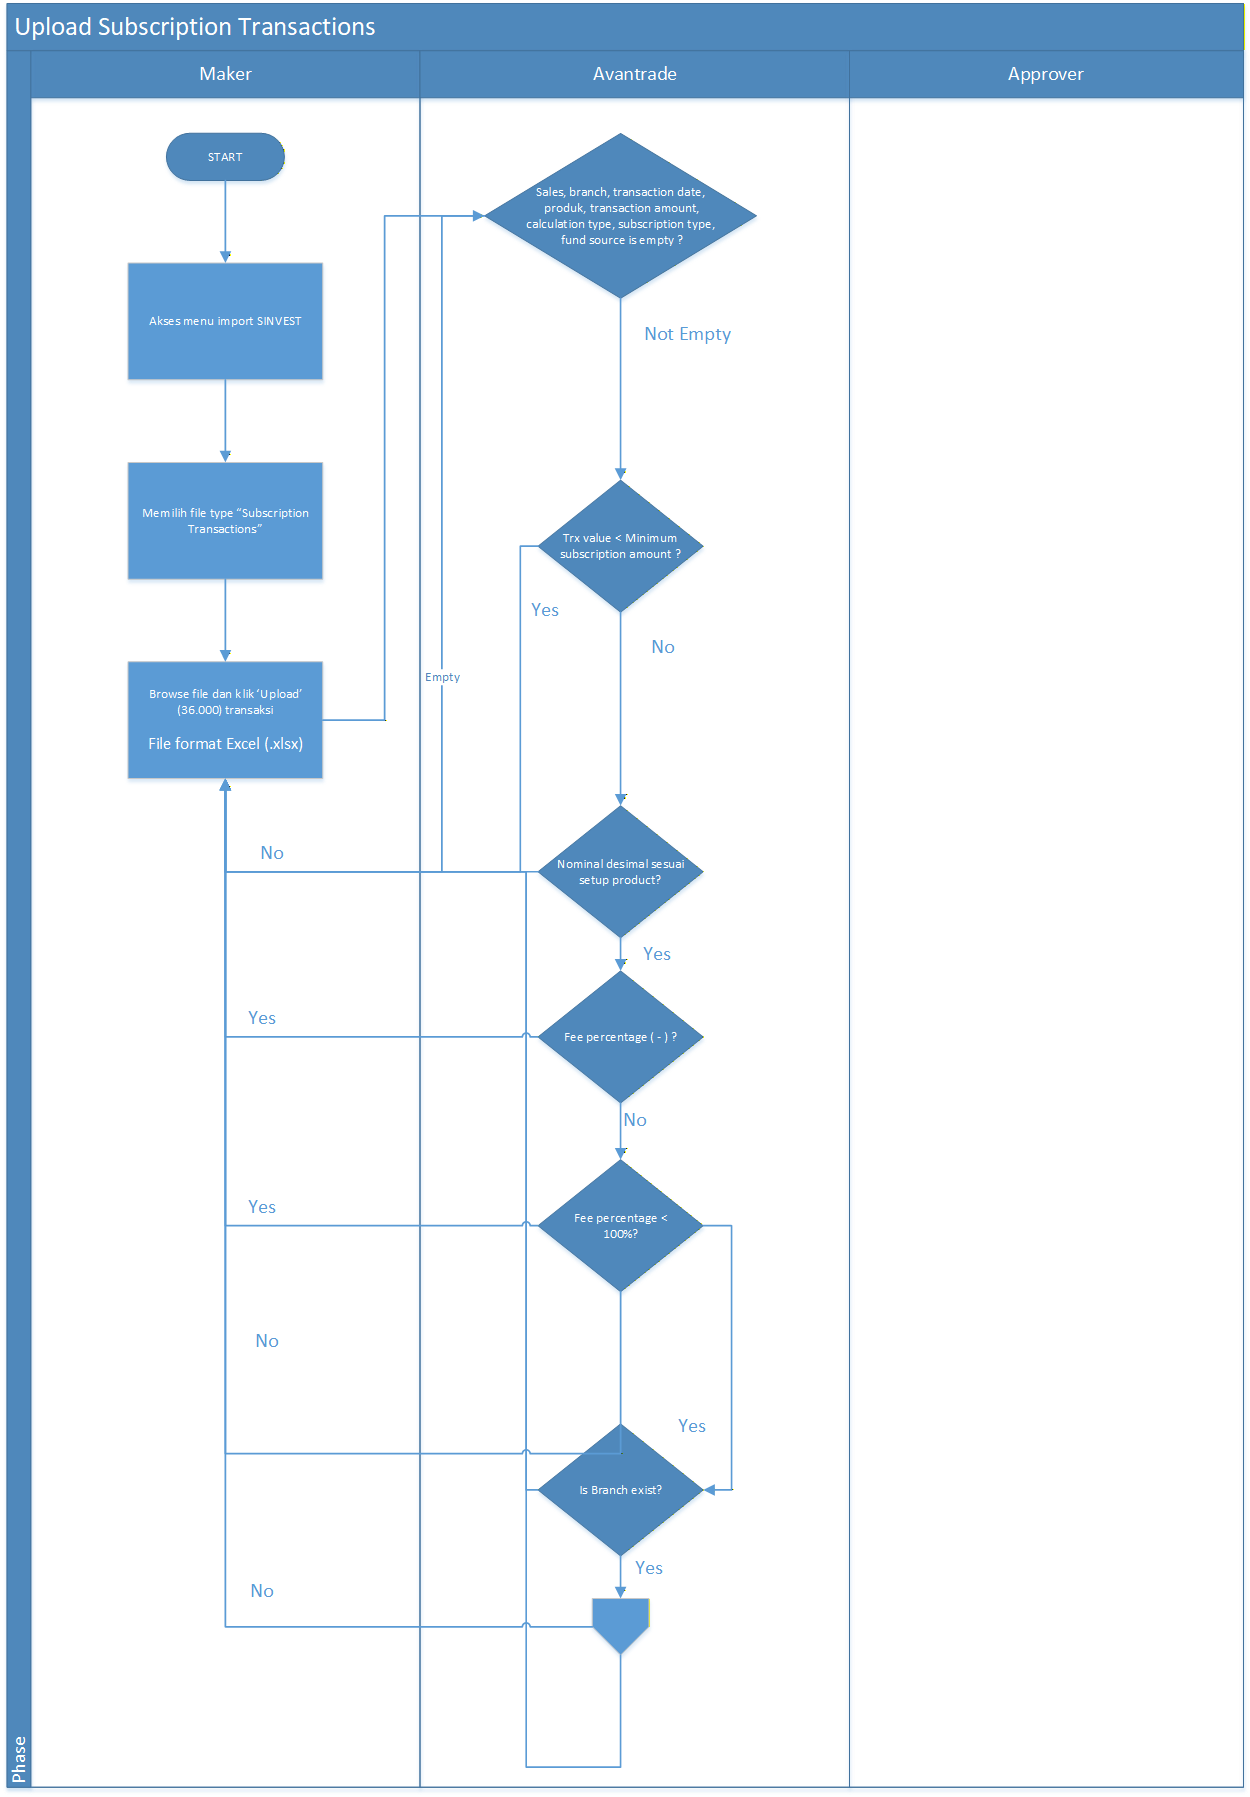 Upload Subscription Transactions
Maker
Avantrade
Approver
START
Akses menu import SINVEST
Memilih file type “Subscription
Transactions”
Browse file dan klik ‘Upload’
(36.000) transaksi
File format Excel (.xlsx)
Sales, branch, transaction date,
produk, transaction amount,
calculation type, subscription type,
fund source is empty ?
Not Empty
Trx value < Minimum
subscription amount ?
Yes
No
Empty
Nominal desimal sesuai
setup product?
No
Yes
Fee percentage ( - ) ?
Yes
No
Fee percentage <
100%?
Yes
No
Yes
Is Branch exist?
Yes
No
Phase